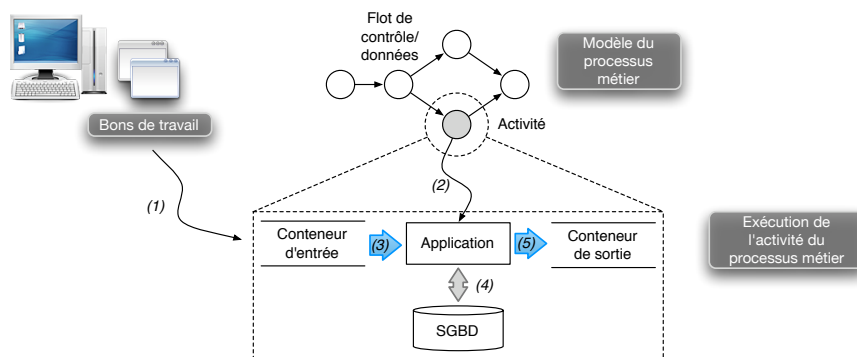 Flot de
contrôle/
données
Modèle du
processus
métier
Bons de travail
Activité
(1)
(2)
Conteneur
d'entrée
(3)
Application
(5)
Conteneur
de sortie
Exécution de
l'activité du
processus métier
(4)
SGBD